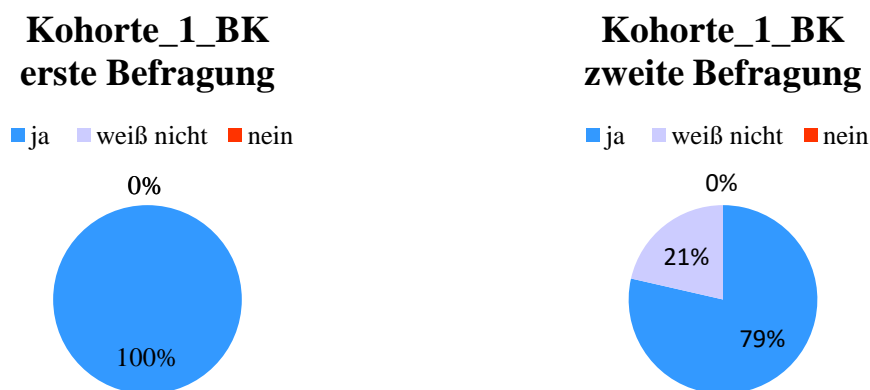 Kohorte_1_BK
erste Befragung
ja weiß nicht nein
0%
100%
Kohorte_1_BK
zweite Befragung
ja weiß nicht nein
0%
21%
79%